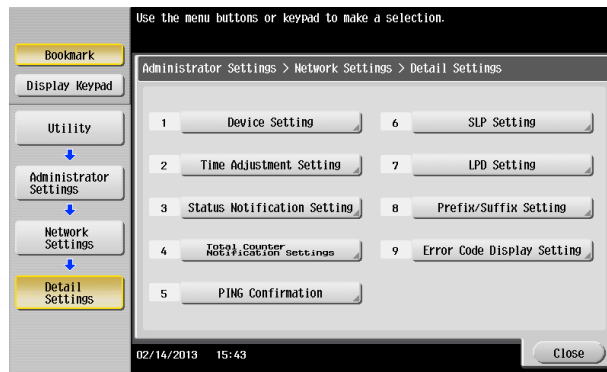 Use the menu buttons or keypad to make a selection.
Bookmark
Display Keypad
Utility
Administrator
Settings
Network
Settings
Detail
Settings
Administrator Settings > Network Settings > Detail Settings
1 Device Setting
2 Time Adjustment Setting
3 Status Notification Setting
4 Total Counter
Notification Settings
5 PING Confirmation
6 SLP Setting
7 LPD Setting
8 Prefix/Suffix Setting
9 Error Code Display Setting
02/14/2013 15:43
Close